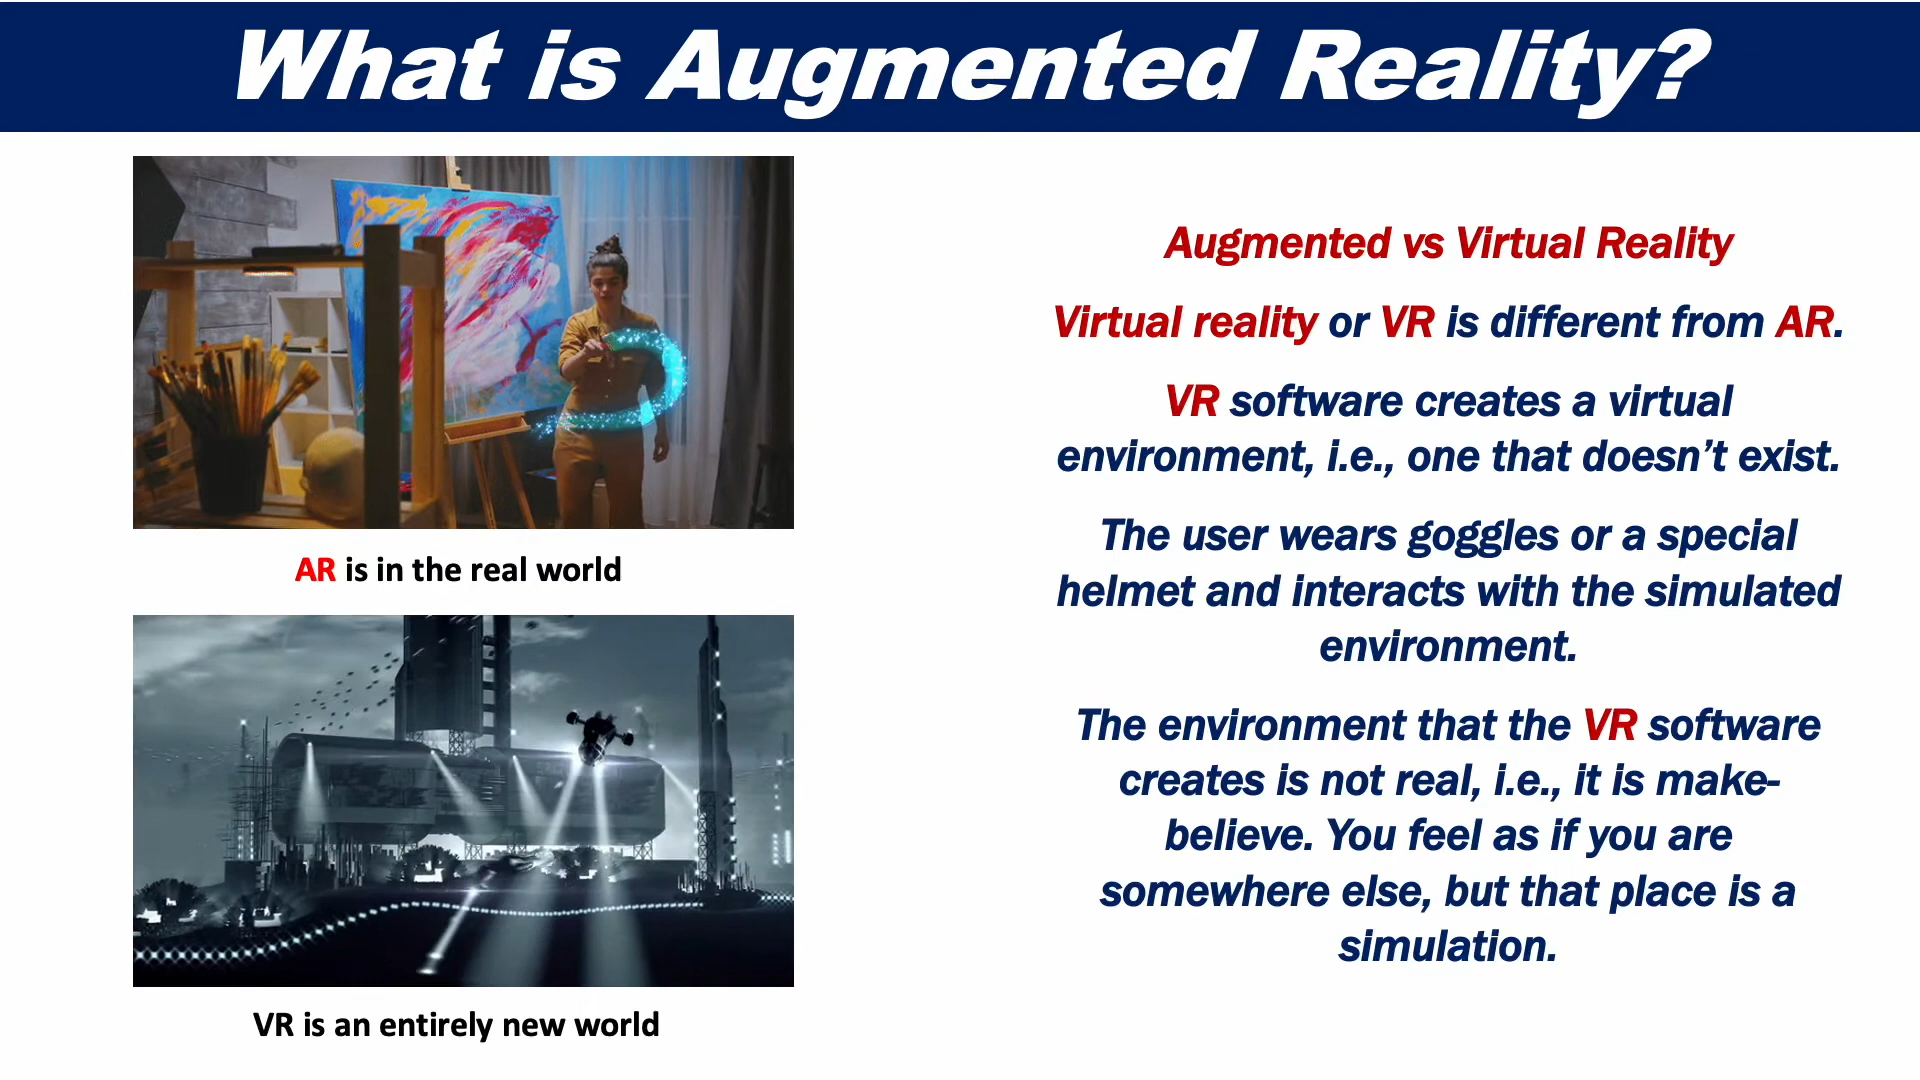 What is Augmented Reality?
AR is in the real world
VR is an entirely new world
Augmented vs Virtual Reality
Virtual reality or VR is different from AR.
VR software creates a virtual
environment, i.e., one that doesn’t exist.
The user wears goggles or a special
helmet and interacts with the simulated
environment.
The environment that the VR software
creates is not real, i.e., it is make-
believe. You feel as if you are
somewhere else, but that place is a
simulation.